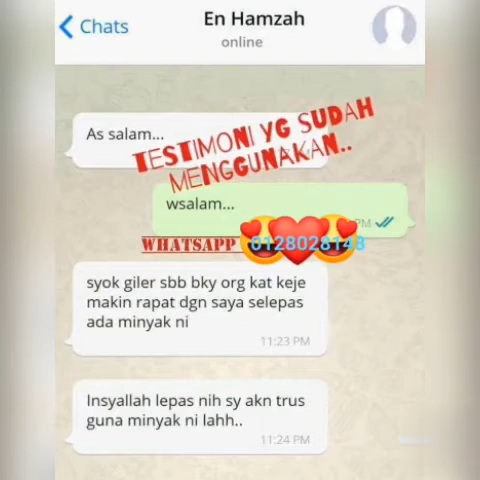 Chats
En Hamzah
online
As salam...
TESTIMONI YG SUDAH
MENGGUNAKAN..
wsalam...
PM
WHATSAPP 0128028143
syok giler sbb bky org kat keje
makin rapat dgn saya selepas
ada minyak ni
11:23 PM
Insyallah lepas nih sy akn trus
guna minyak ni lahh..
11:24 PM